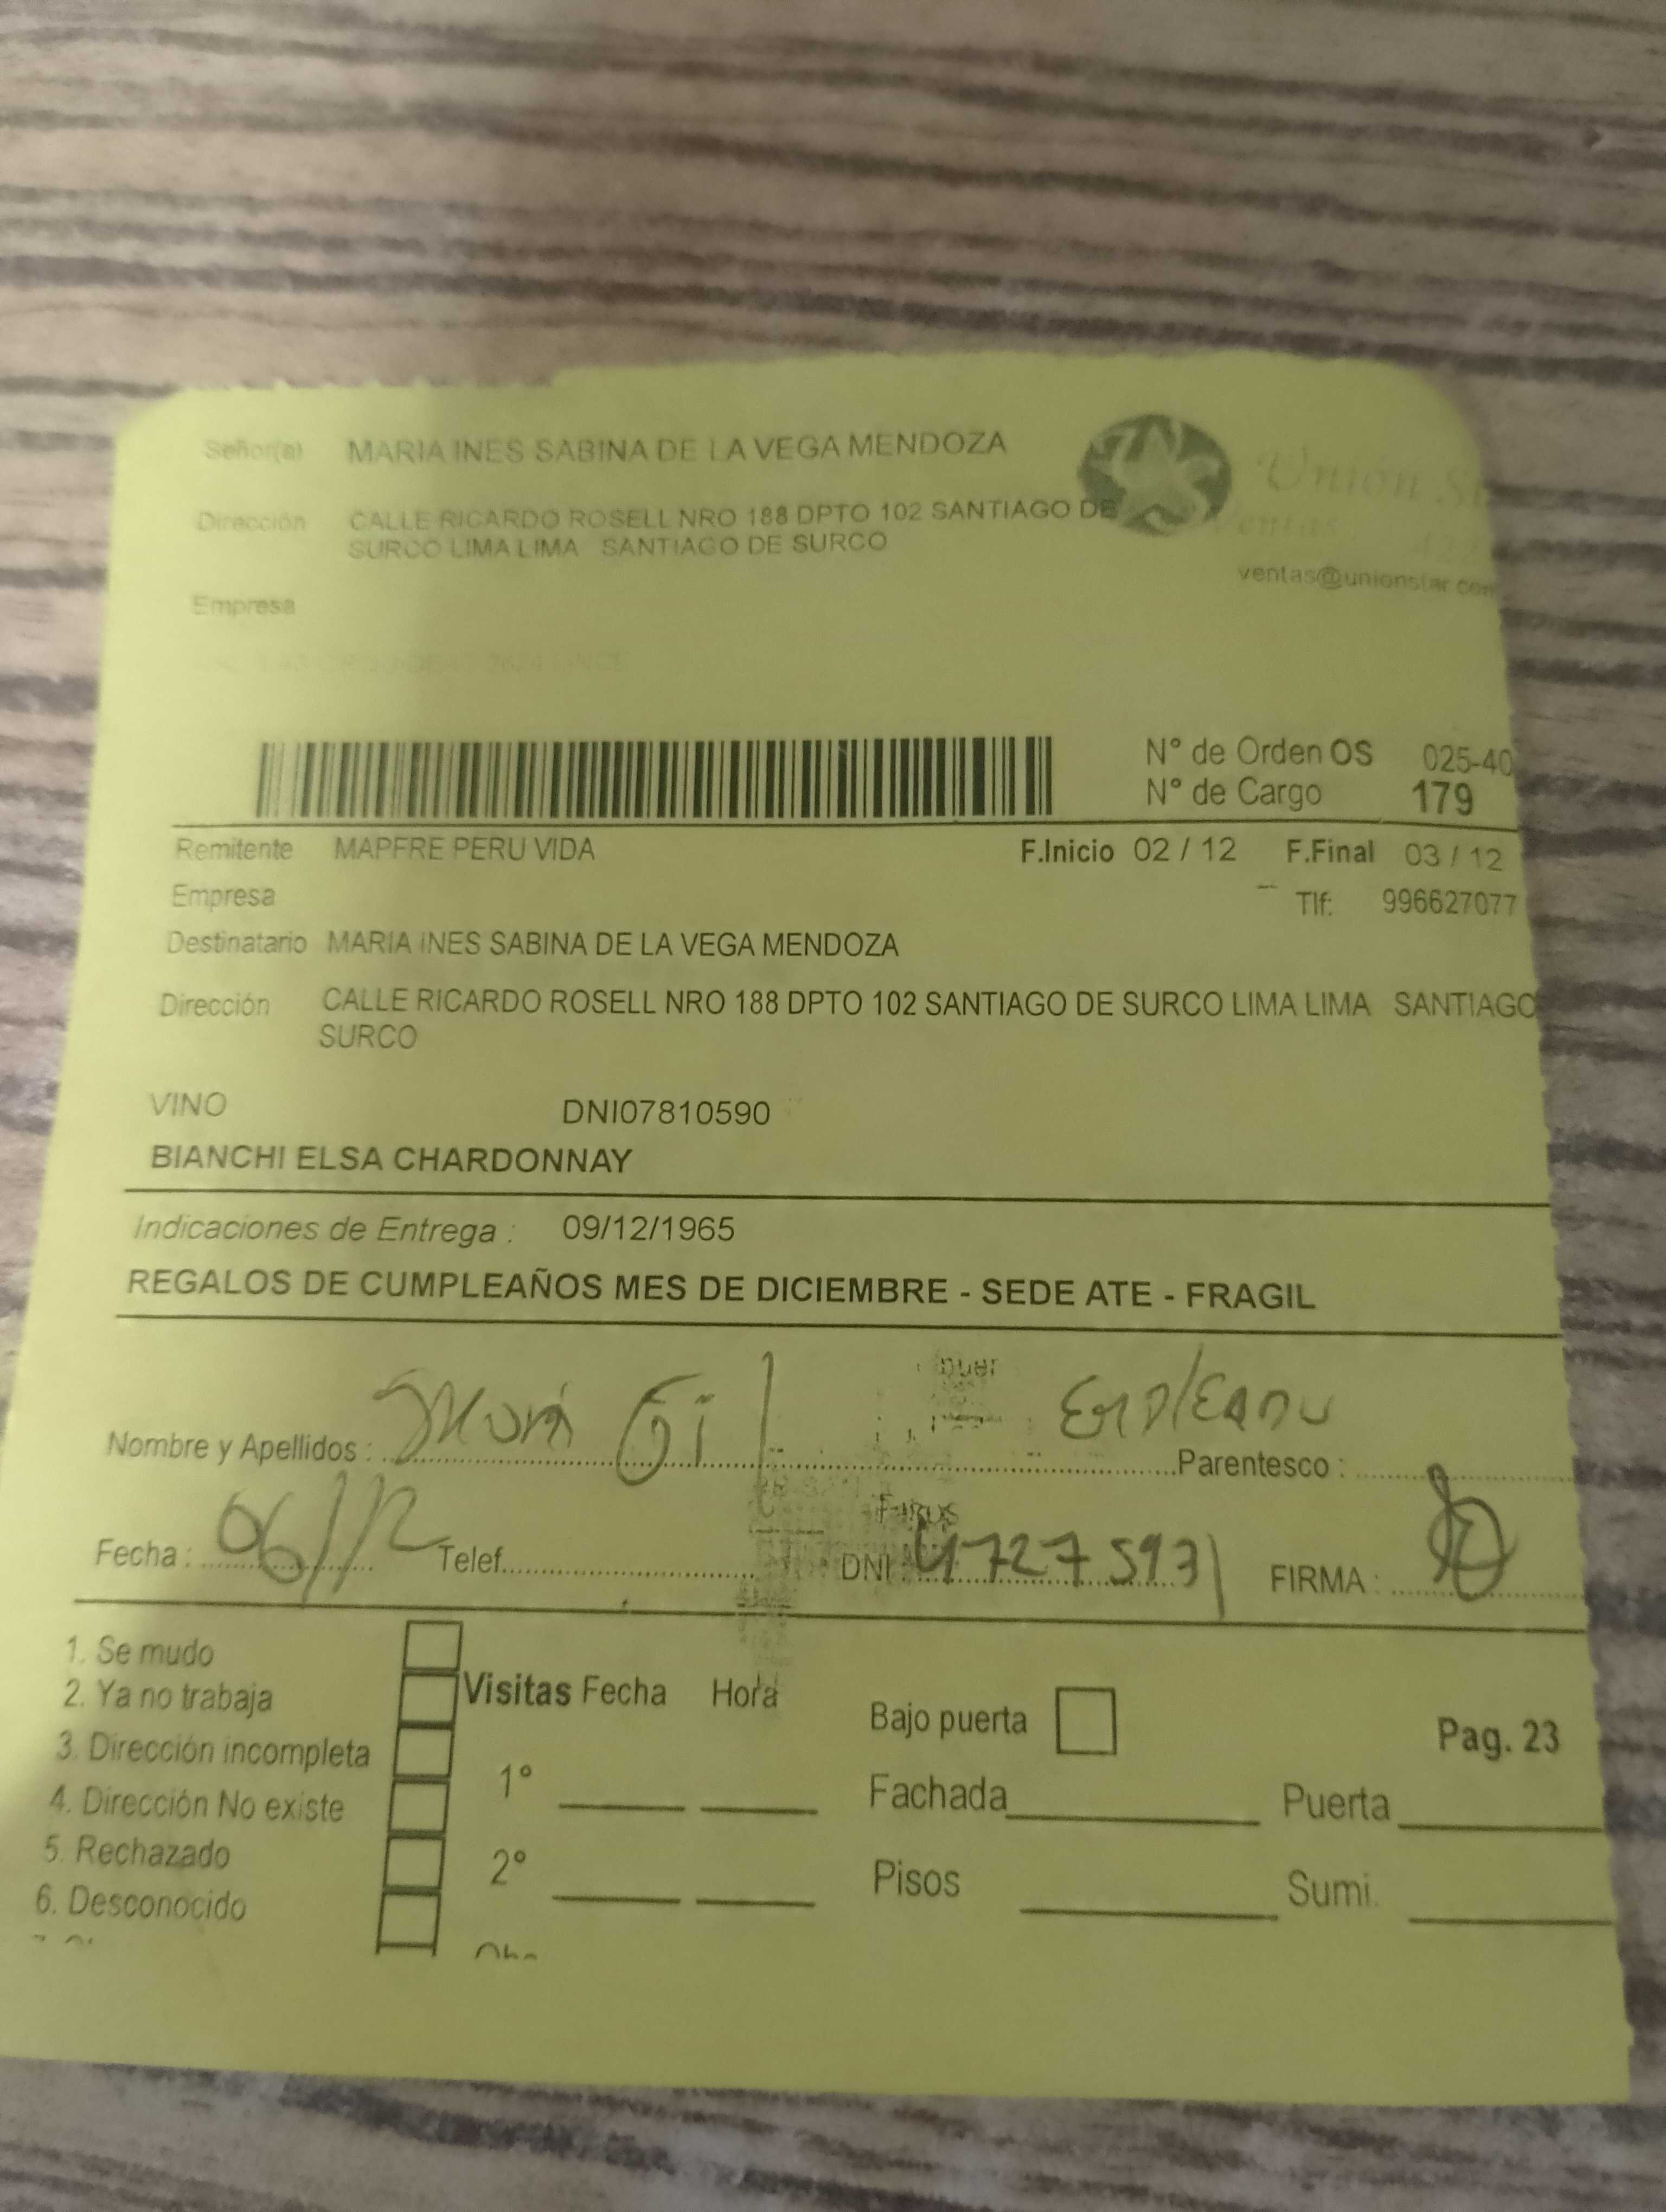 Señor(a) MARIA INES SABINA DE LA VEGA MENDOZA
Unión
Dirección CALLE RICARDO ROSELL NRO 188 DPTO 102 SANTIAGO DE
SURCO LIMA LIMA SANTIAGO DE SURCO
ventas@unionstar.com
Empresa
N° de Orden OS 025-40
N° de Cargo 179
Remitente MAPFRE PERU VIDA F.Inicio 02 / 12 F.Final 03 / 12
Empresa Tlf: 996627077
Destinatario MARIA INES SABINA DE LA VEGA MENDOZA
Dirección CALLE RICARDO ROSELL NRO 188 DPTO 102 SANTIAGO DE SURCO LIMA LIMA SANTIAGO
SURCO
VINO DNI07810590
BIANCHI ELSA CHARDONNAY
Indicaciones de Entrega : 09/12/1965
REGALOS DE CUMPLEAÑOS MES DE DICIEMBRE - SEDE ATE - FRAGIL
Nombre y Apellidos : Gil Parentesco :
Fecha : 06/12 Telef. DNI : FIRMA :
1. Se mudo
2. Ya no trabaja Visitas Fecha Hora Bajo puerta Pag. 23
3. Dirección incompleta
4. Dirección No existe 1° Fachada Puerta
5. Rechazado 2° Pisos Sumi.
6. Desconocido